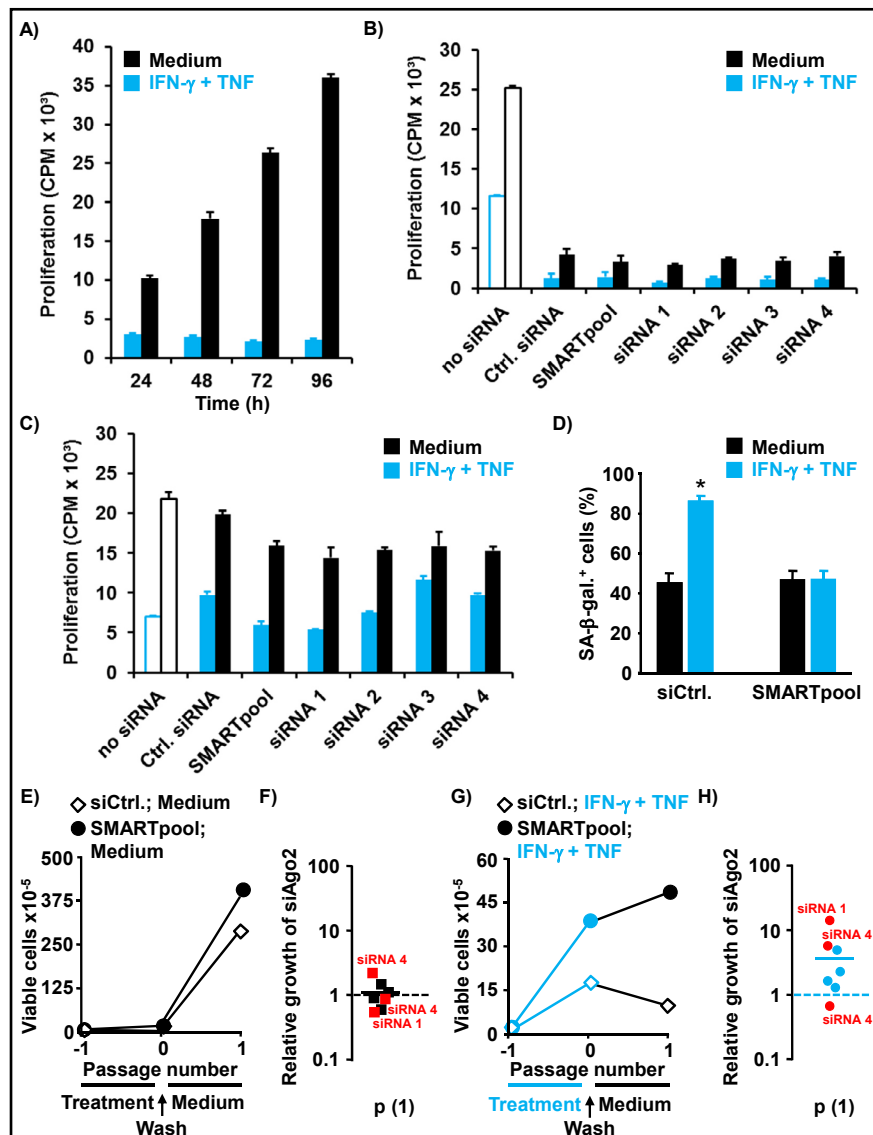 A)
Medium
IFN-γ + TNF
Proliferation (CPM x 10³)
40
35
30
25
20
15
10
5
0
24 48 72 96
Time (h)
B)
Medium
IFN-γ + TNF
Proliferation (CPM x 10³)
30
25
20
15
10
5
0
no siRNA
Ctrl. siRNA
SMARTpool
siRNA 1
siRNA 2
siRNA 3
siRNA 4
C)
Medium
IFN-γ + TNF
Proliferation (CPM x 10³)
30
25
20
15
10
5
0
no siRNA
Ctrl. siRNA
SMARTpool
siRNA 1
siRNA 2
siRNA 3
siRNA 4
D)
Medium
IFN-γ + TNF
SA-β-gal.⁺ cells (%)
100
80
60
40
20
0
*
siCtrl. SMARTpool
E)
siCtrl.; Medium
SMARTpool;
Medium
Viable cells x10⁻⁵
500
375
250
125
0
-1 0 1
Passage number
Treatment Medium
Wash
F)
Relative growth of siAgo2
100
10
1
0.1
siRNA 4
siRNA 4
siRNA 1
p (1)
G)
siCtrl.; IFN-γ + TNF
SMARTpool;
IFN-γ + TNF
Viable cells x10⁻⁵
60
45
30
15
0
-1 0 1
Passage number
Treatment Medium
Wash
H)
Relative growth of siAgo2
100
10
1
0.1
siRNA 1
siRNA 4
siRNA 4
p (1)